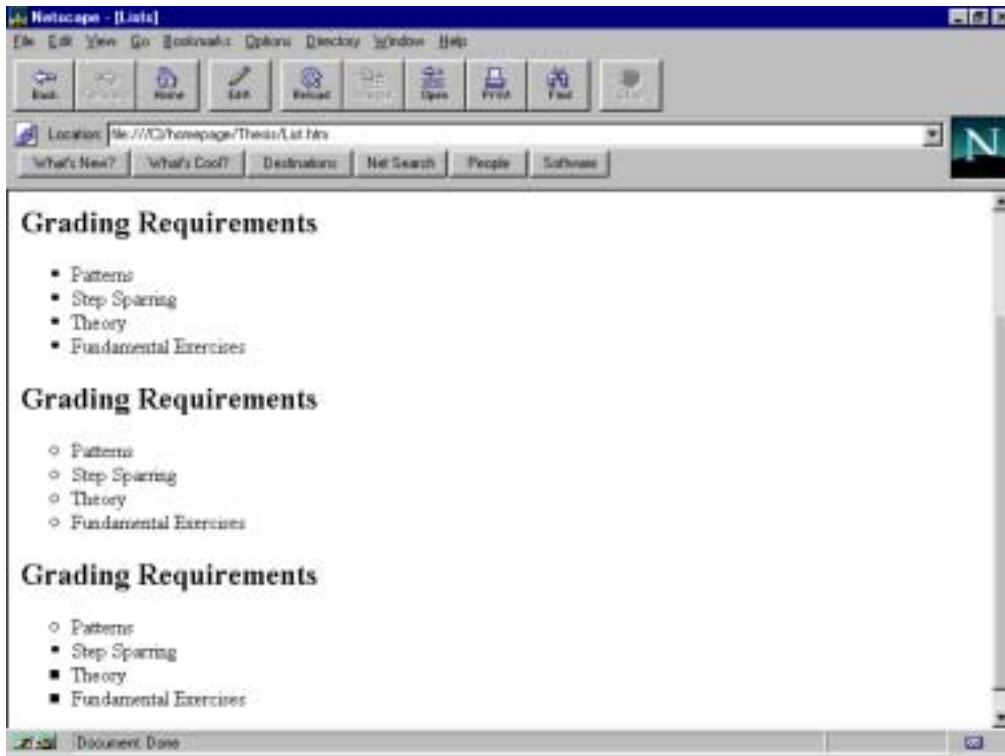 Netscape - [Lists]
File Edit View Go Bookmarks Options Directory Window Help
Back Home Edit Reload Open Print Find
Location: file:///C|/homepage/Thesis/List.htm
What's New? What's Cool? Destinations Net Search People Software
N
Grading Requirements
Patterns
Step Sparring
Theory
Fundamental Exercises
Grading Requirements
Patterns
Step Sparring
Theory
Fundamental Exercises
Grading Requirements
Patterns
Step Sparring
Theory
Fundamental Exercises
Document: Done